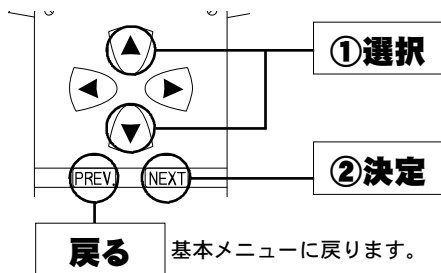 ①選択
PREV.
NEXT
②決定
戻る
基本メニューに戻ります。